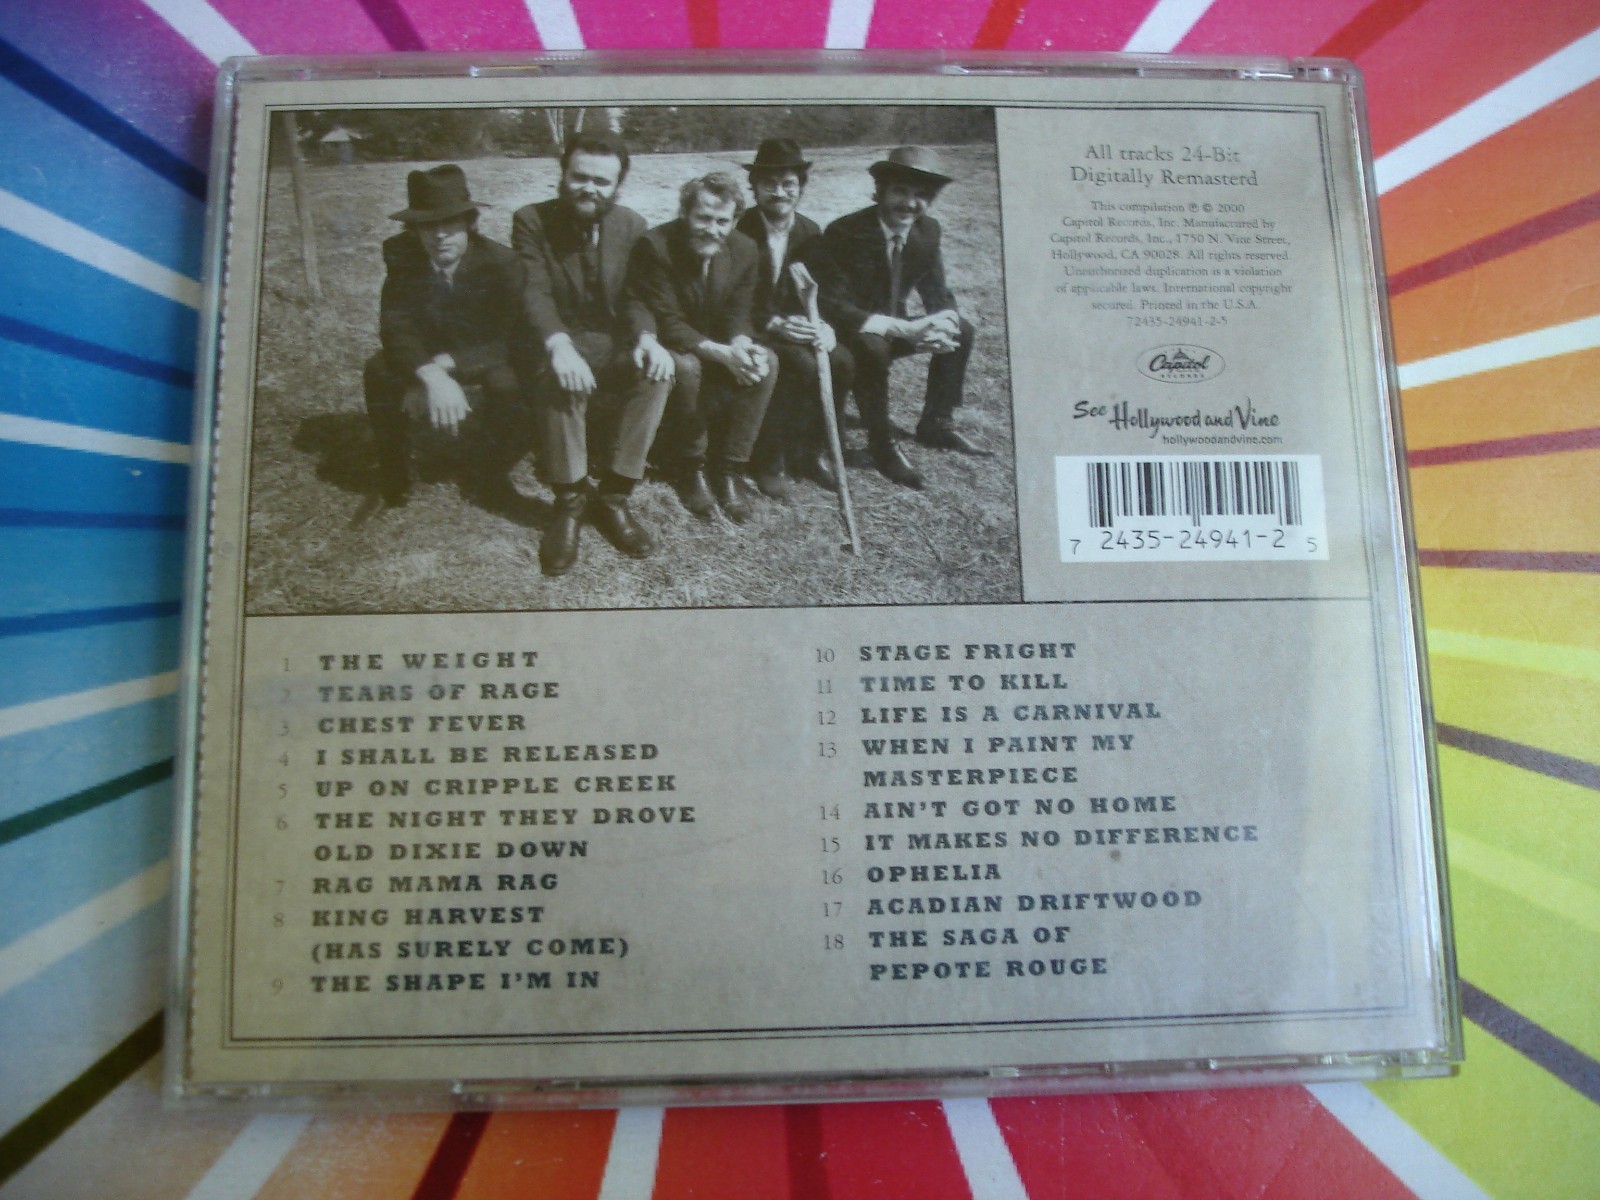 All tracks 24-Bit
Digitally Remasterd
This compilation ℗ © 2000
Capitol Records, Inc. Manufactured by
Capitol Records, Inc., 1750 N. Vine Street,
Hollywood, CA 90028. All rights reserved.
Unauthorized duplication is a violation
of applicable laws. International copyright
secured. Printed in the U.S.A.
72435-24941-2-5
Capitol
RECORDS
See Hollywood and Vine
hollywoodandvine.com
7 2435-24941-2 5
1 THE WEIGHT
2 TEARS OF RAGE
3 CHEST FEVER
4 I SHALL BE RELEASED
5 UP ON CRIPPLE CREEK
6 THE NIGHT THEY DROVE
OLD DIXIE DOWN
7 RAG MAMA RAG
8 KING HARVEST
(HAS SURELY COME)
9 THE SHAPE I'M IN
10 STAGE FRIGHT
11 TIME TO KILL
12 LIFE IS A CARNIVAL
13 WHEN I PAINT MY
MASTERPIECE
14 AIN'T GOT NO HOME
15 IT MAKES NO DIFFERENCE
16 OPHELIA
17 ACADIAN DRIFTWOOD
18 THE SAGA OF
PEPOTE ROUGE